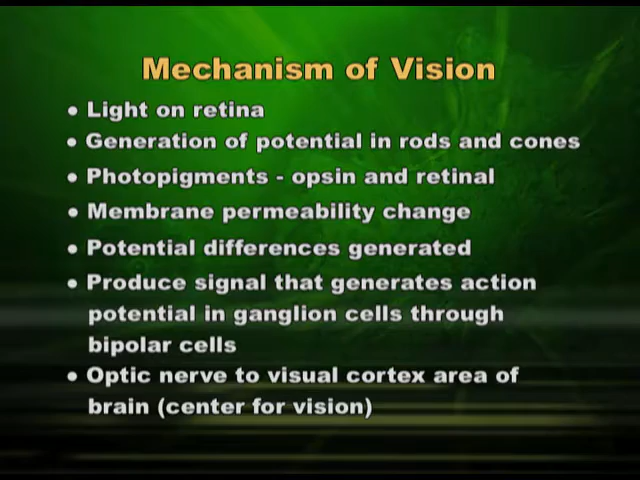 Mechanism of Vision
● Light on retina
● Generation of potential in rods and cones
● Photopigments - opsin and retinal
● Membrane permeability change
● Potential differences generated
● Produce signal that generates action
potential in ganglion cells through
bipolar cells
● Optic nerve to visual cortex area of
brain (center for vision)